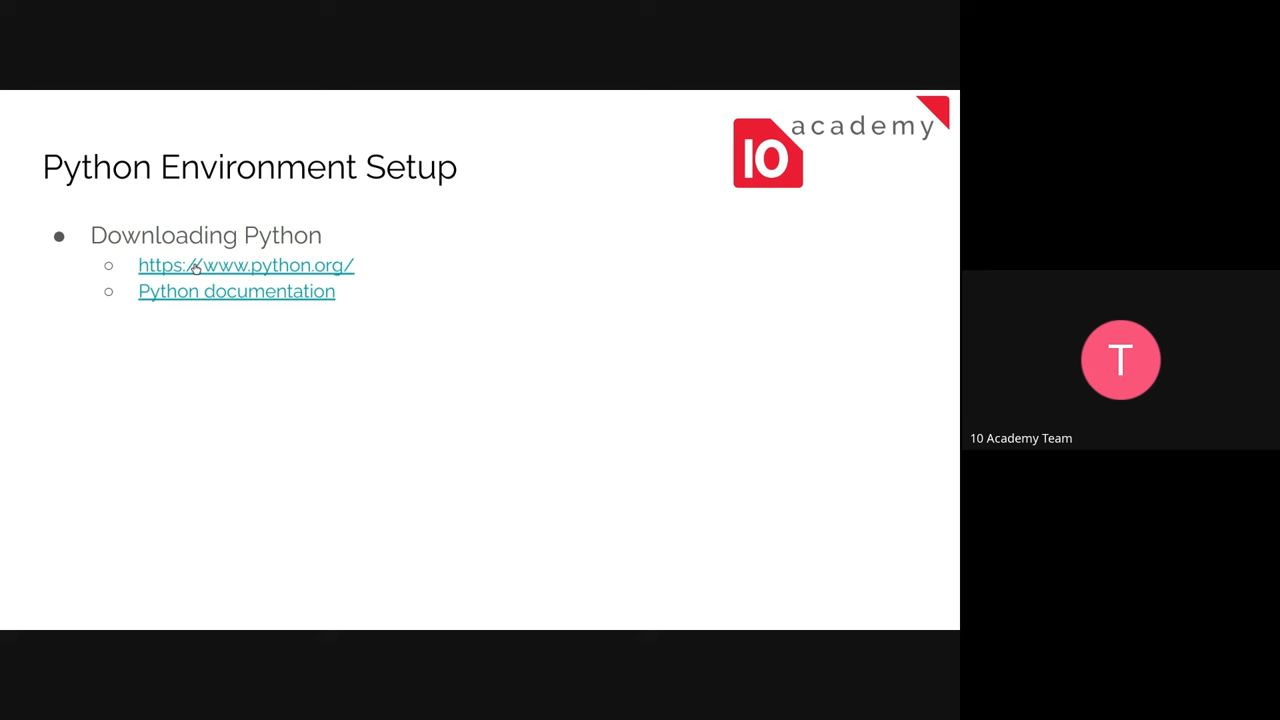 academy
10
Python Environment Setup
● Downloading Python
○ https://www.python.org/
○ Python documentation
T
10 Academy Team